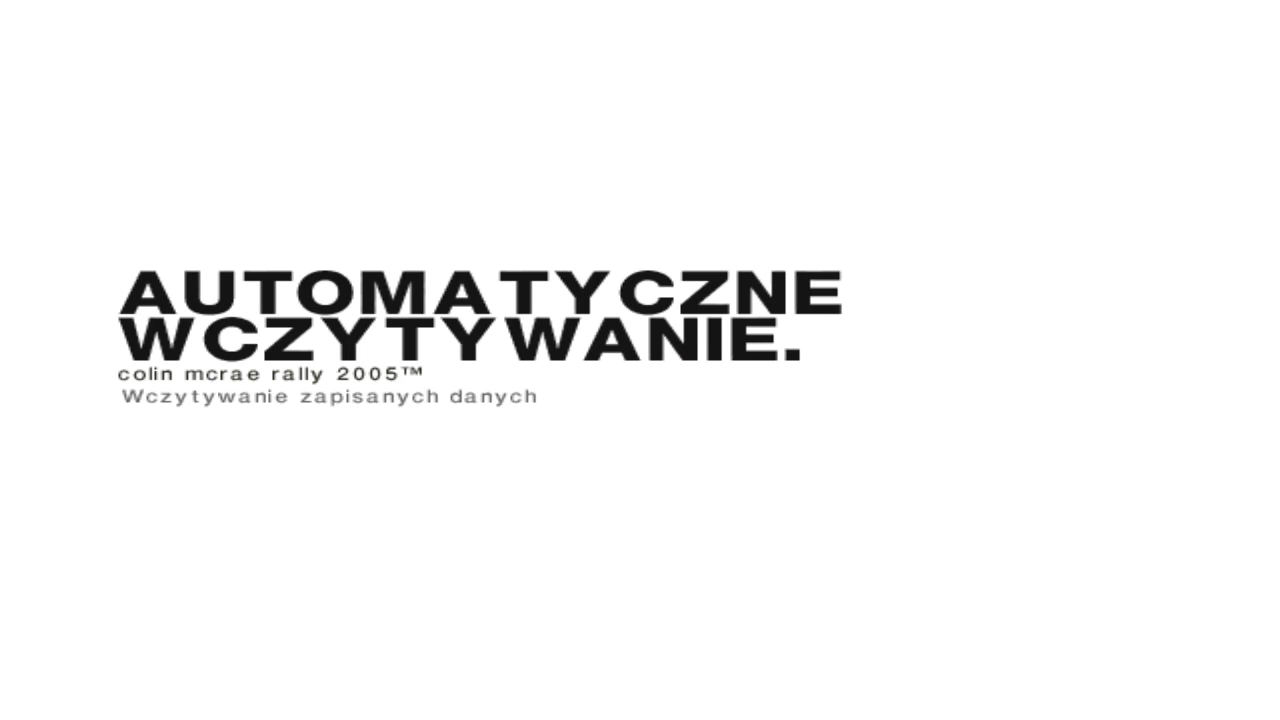 AUTOMATYCZNE
WCZYTYWANIE.
colin mcrae rally 2005™
Wczytywanie zapisanych danych